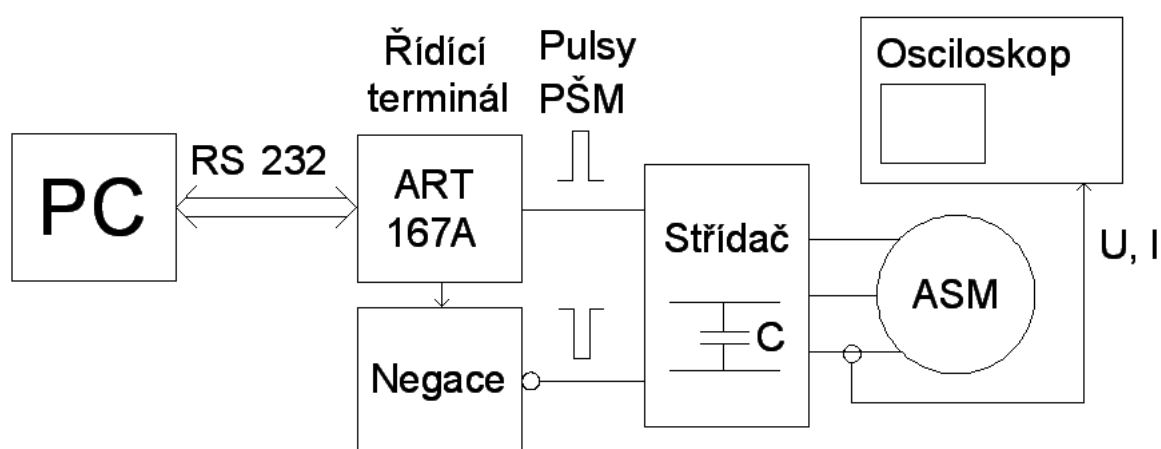 PC
RS 232
Řídící
terminál
ART
167A
Pulsy
PŠM
Negace
Střídač
C
ASM
Osciloskop
U, I